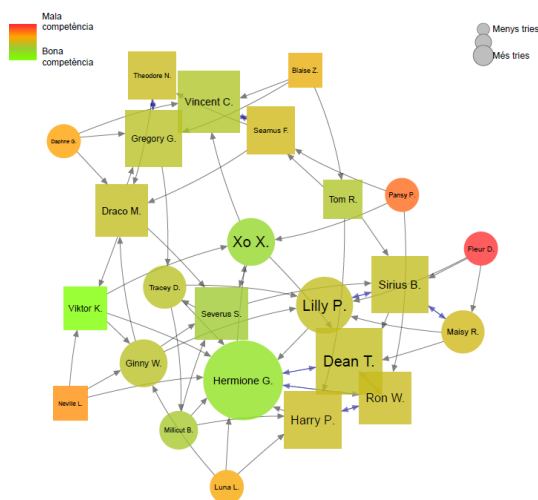 Mala
competència
Bona
competència
Menys tries
Més tries
Theodore N.
Blaise Z.
Vincent C.
Seamus F.
Daphne G.
Gregory G.
Draco M.
Tom R.
Pansy P.
Xo X.
Fleur D.
Tracey D.
Sirius B.
Lilly P.
Viktor K.
Severus S.
Maisy R.
Ginny W.
Dean T.
Hermione G.
Ron W.
Neville L.
Harry P.
Millicut B.
Luna L.